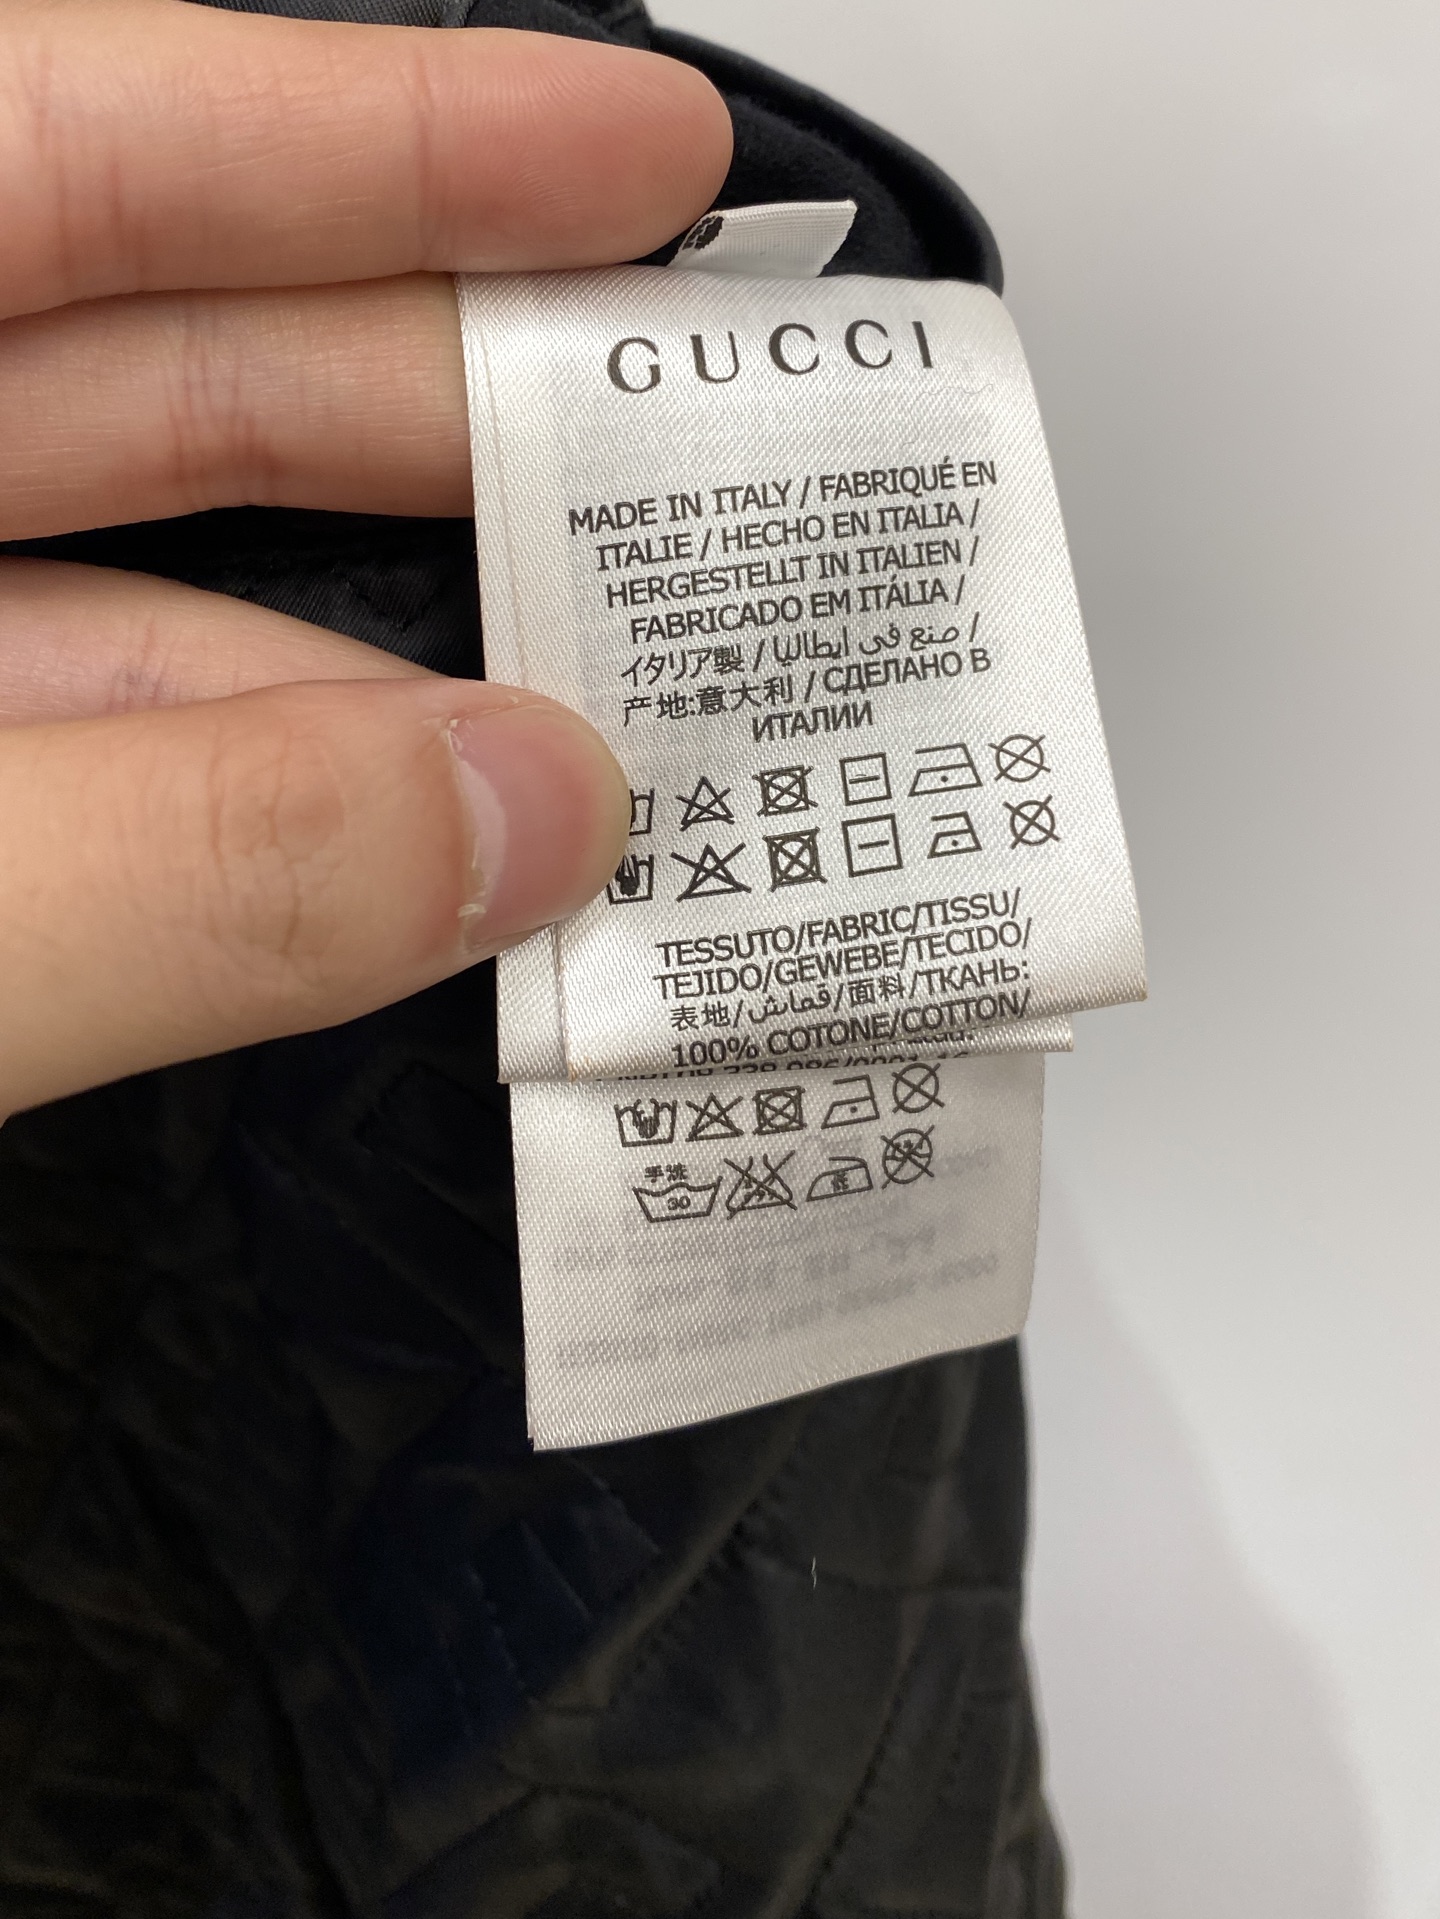 GUCCI
MADE IN ITALY / FABRIQUÉ EN
ITALIE / HECHO EN ITALIA /
HERGESTELLT IN ITALIEN /
FABRICADO EM ITÁLIA /
イタリア製 / صنع في ايطاليا /
产地:意大利 / СДЕЛАНО В
ИТАЛИИ
TESSUTO/FABRIC/TISSU/
TEJIDO/GEWEBE/TECIDO/
表地/قماش/面料/ТКАНЬ:
100% COTONE/COTTON/
手洗
30